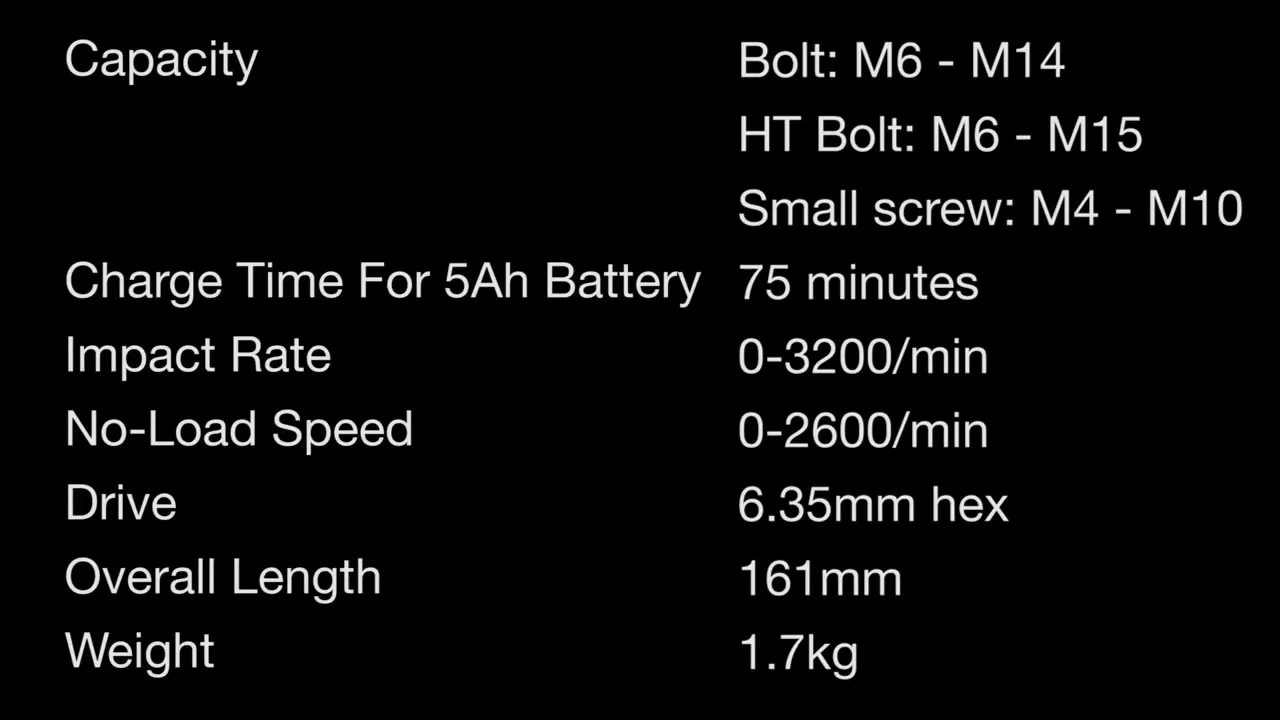 Capacity Bolt: M6 - M14
HT Bolt: M6 - M15
Small screw: M4 - M10
Charge Time For 5Ah Battery 75 minutes
Impact Rate 0-3200/min
No-Load Speed 0-2600/min
Drive 6.35mm hex
Overall Length 161mm
Weight 1.7kg